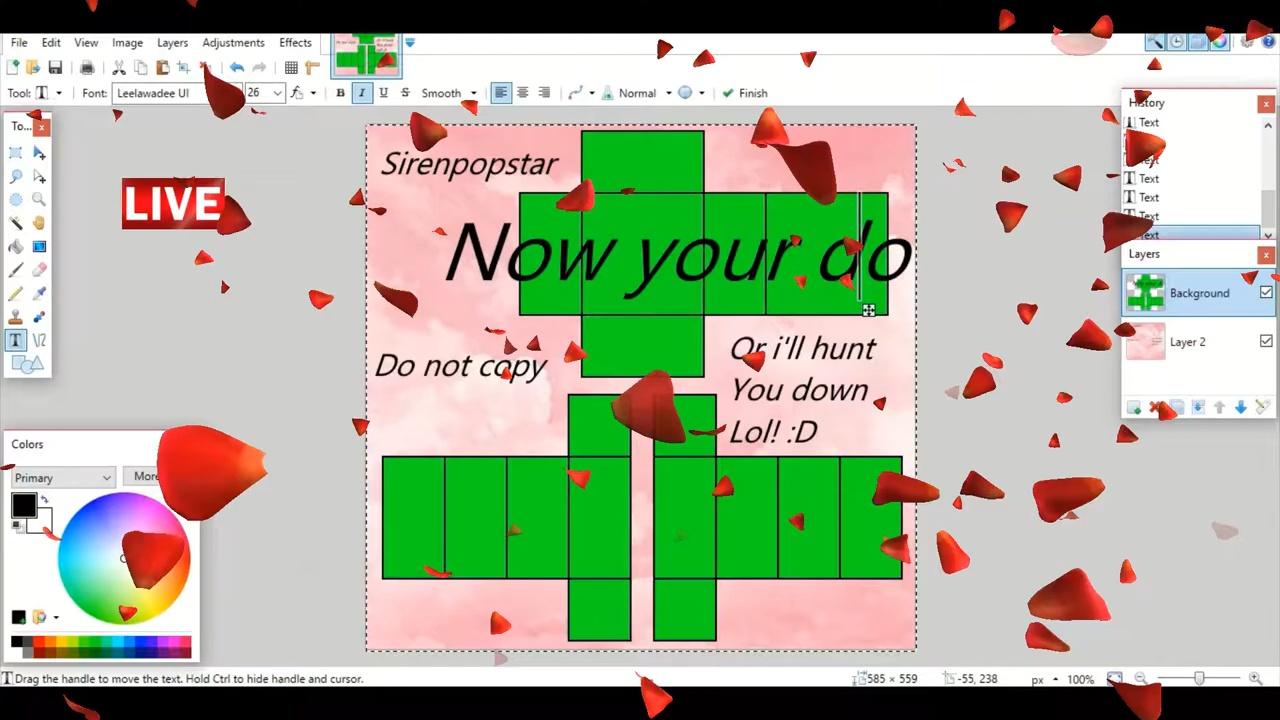 File Edit View Image Layers Adjustments Effects
Tool: Font: Leelawadee UI 26 B I U S Smooth Normal Finish
History
Text
Text
Text
Text
Text
To...
LIVE
Sirenpopstar
Now your do
Do not copy
Or i'll hunt
You down
Lol! :D
Layers
Background
Layer 2
Colors
Primary
More
Drag the handle to move the text. Hold Ctrl to hide handle and cursor.
585 × 559
-55, 238
px
100%